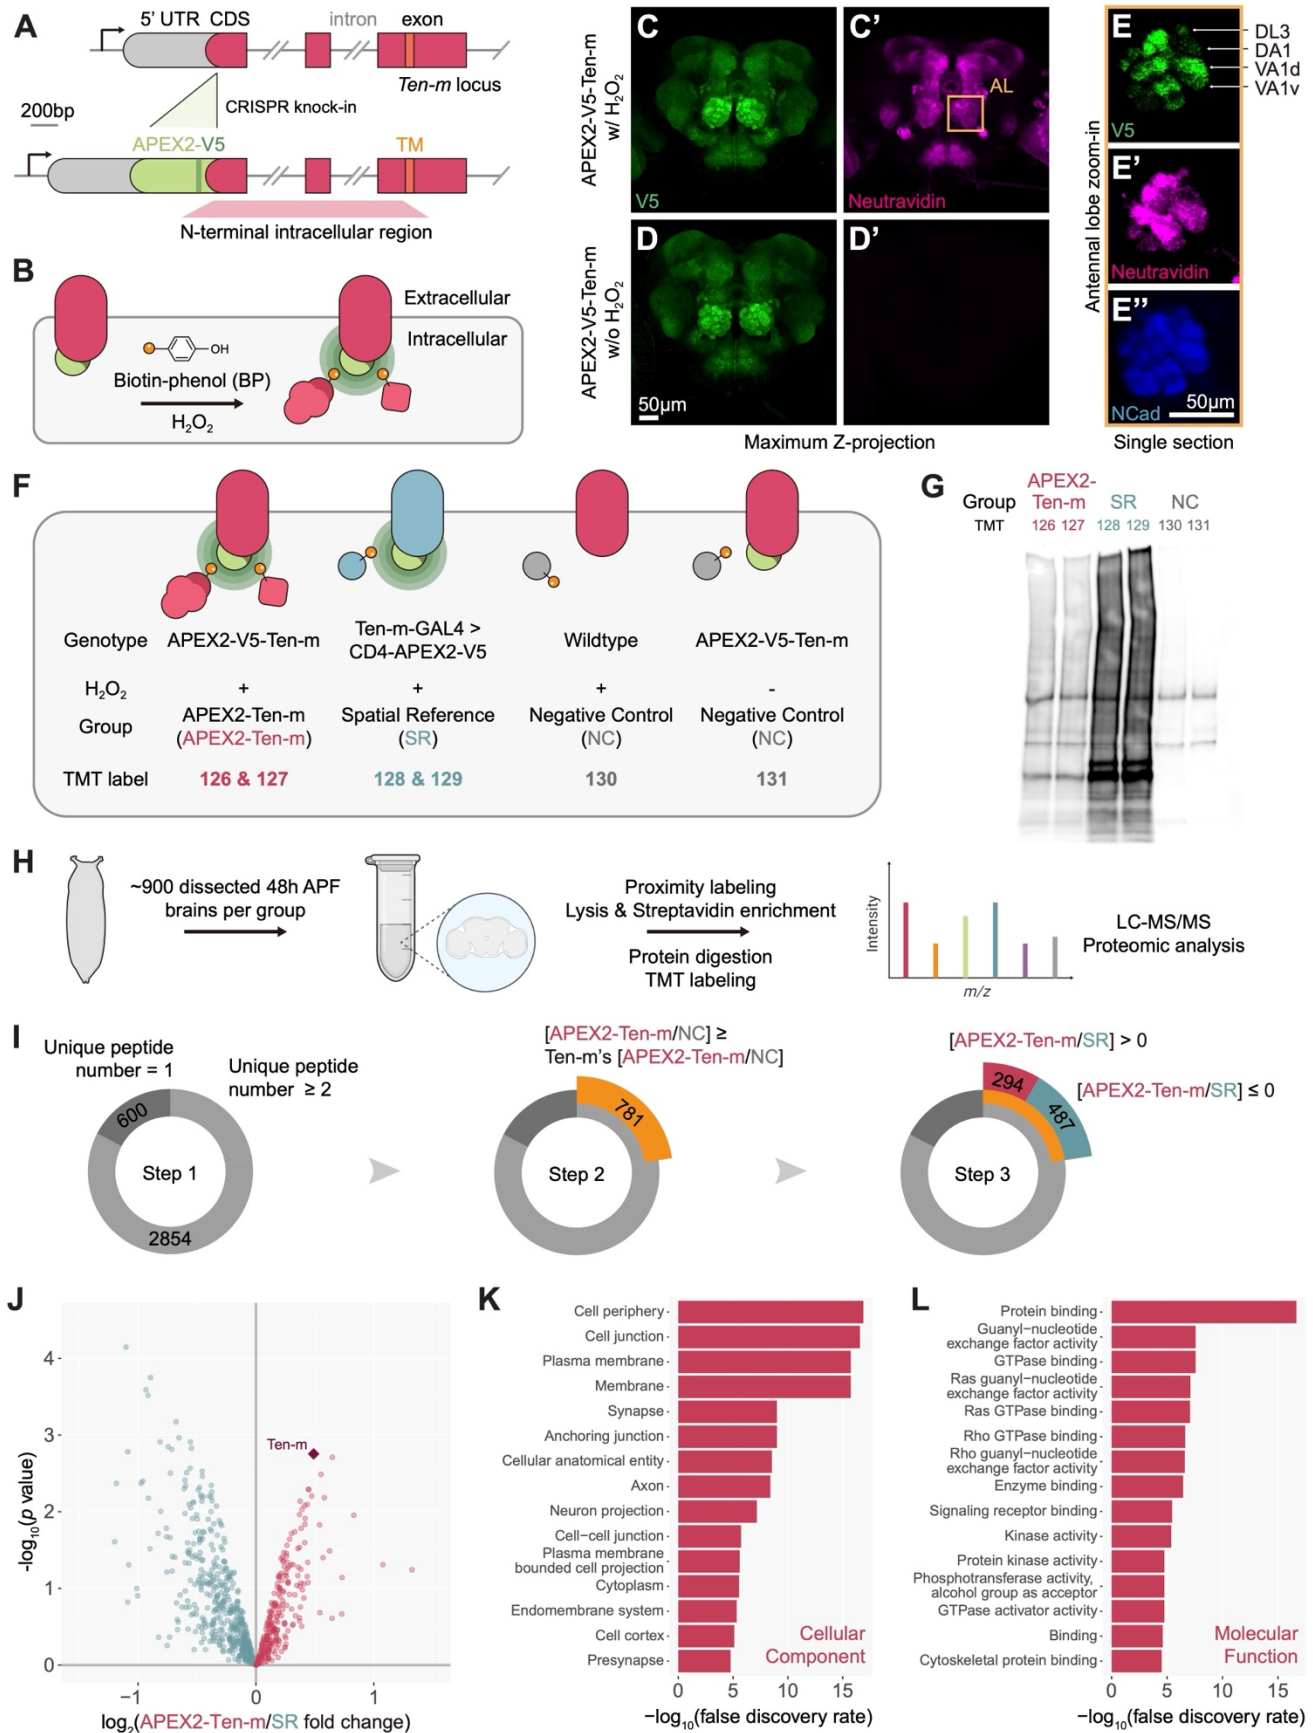 A
5’ UTR CDS intron exon
Ten-m locus
CRISPR knock-in
200bp
APEX2-V5 TM
N-terminal intracellular region
B
Extracellular
Intracellular
OH
Biotin-phenol (BP)
H₂O₂
C
C’
APEX2-V5-Ten-m
w/ H₂O₂
AL
V5
Neutravidin
D
D’
APEX2-V5-Ten-m
w/o H₂O₂
50μm
Maximum Z-projection
E
DL3
DA1
VA1d
VA1v
V5
Antennal lobe zoom-in
E’
Neutravidin
E’’
NCad
50μm
Single section
F
Genotype
APEX2-V5-Ten-m
Ten-m-GAL4 >
CD4-APEX2-V5
Wildtype
APEX2-V5-Ten-m
H₂O₂ + + + -
Group
APEX2-Ten-m
(APEX2-Ten-m)
Spatial Reference
(SR)
Negative Control
(NC)
Negative Control
(NC)
TMT label 126 & 127 128 & 129 130 131
G
Group
APEX2-
Ten-m
SR NC
TMT 126 127 128 129 130 131
H
~900 dissected 48h APF
brains per group
Proximity labeling
Lysis & Streptavidin enrichment
Protein digestion
TMT labeling
Intensity
m/z
LC-MS/MS
Proteomic analysis
I
Unique peptide
number = 1
Unique peptide
number ≥ 2
600
Step 1
2854
[APEX2-Ten-m/NC] ≥
Ten-m’s [APEX2-Ten-m/NC]
781
Step 2
[APEX2-Ten-m/SR] > 0
[APEX2-Ten-m/SR] ≤ 0
294
487
Step 3
J
4
3
2
1
0
-log₁₀(p value)
Ten-m
−1 0 1
log₂(APEX2-Ten-m/SR fold change)
K
Cell periphery
Cell junction
Plasma membrane
Membrane
Synapse
Anchoring junction
Cellular anatomical entity
Axon
Neuron projection
Cell−cell junction
Plasma membrane
bounded cell projection
Cytoplasm
Endomembrane system
Cell cortex
Presynapse
Cellular
Component
0 5 10 15
−log₁₀(false discovery rate)
L
Protein binding
Guanyl−nucleotide
exchange factor activity
GTPase binding
Ras guanyl−nucleotide
exchange factor activity
Ras GTPase binding
Rho GTPase binding
Rho guanyl−nucleotide
exchange factor activity
Enzyme binding
Signaling receptor binding
Kinase activity
Protein kinase activity
Phosphotransferase activity,
alcohol group as acceptor
GTPase activator activity
Binding
Cytoskeletal protein binding
Molecular
Function
0 5 10 15
−log₁₀(false discovery rate)